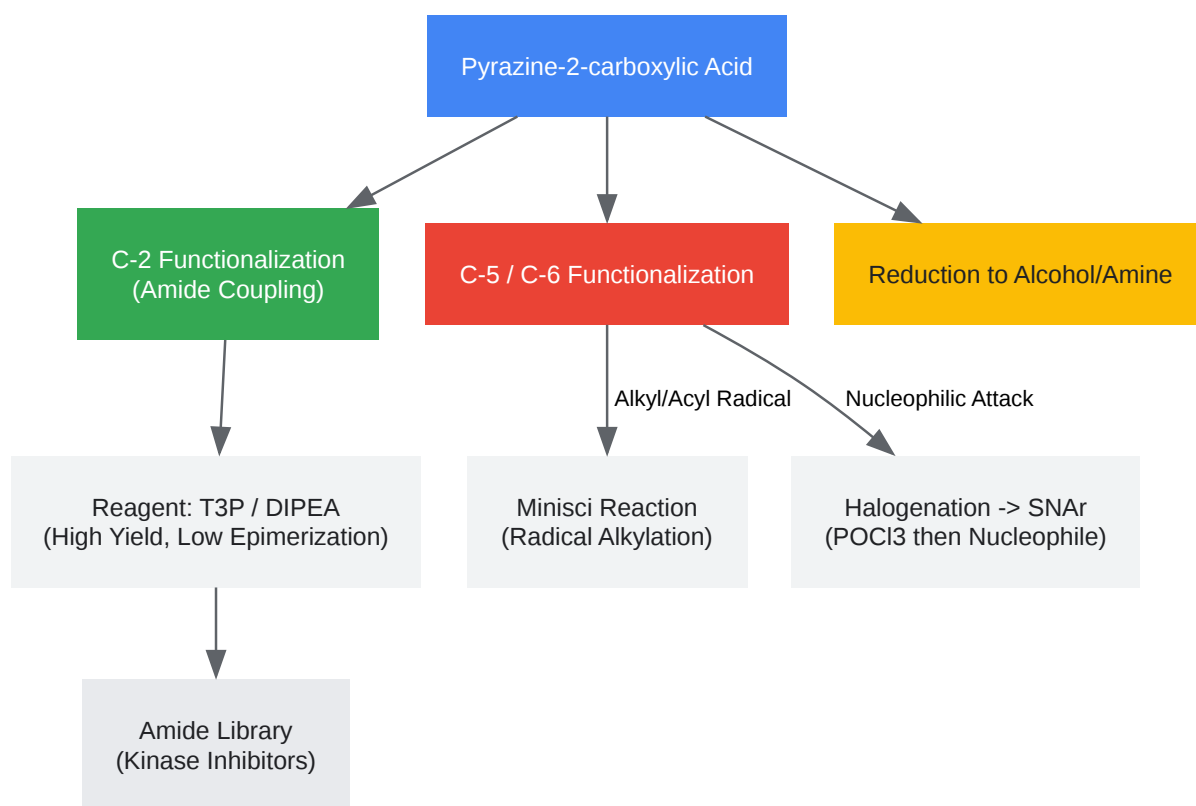 Pyrazine-2-carboxylic Acid
C-2 Functionalization
(Amide Coupling)
C-5 / C-6 Functionalization
Reduction to Alcohol/Amine
Alkyl/Acyl Radical
Nucleophilic Attack
Reagent: T3P / DIPEA
(High Yield, Low Epimerization)
Minisci Reaction
(Radical Alkylation)
Halogenation -> SNAr
(POCl3 then Nucleophile)
Amide Library
(Kinase Inhibitors)